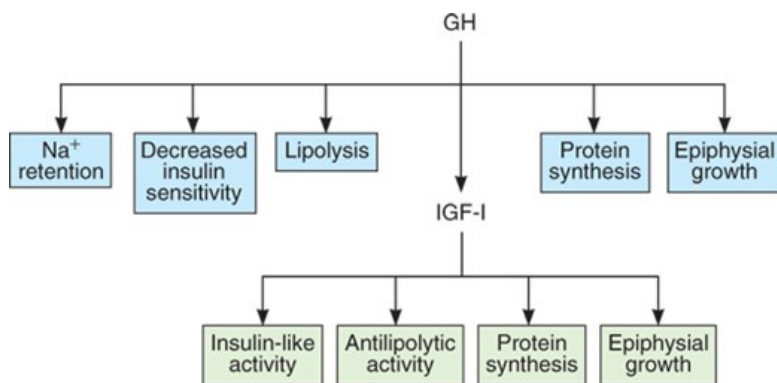 GH
Na+
retention
Decreased
insulin
sensitivity
Lipolysis
Protein
synthesis
Epiphysial
growth
IGF-I
Insulin-like
activity
Antilipolytic
activity
Protein
synthesis
Epiphysial
growth